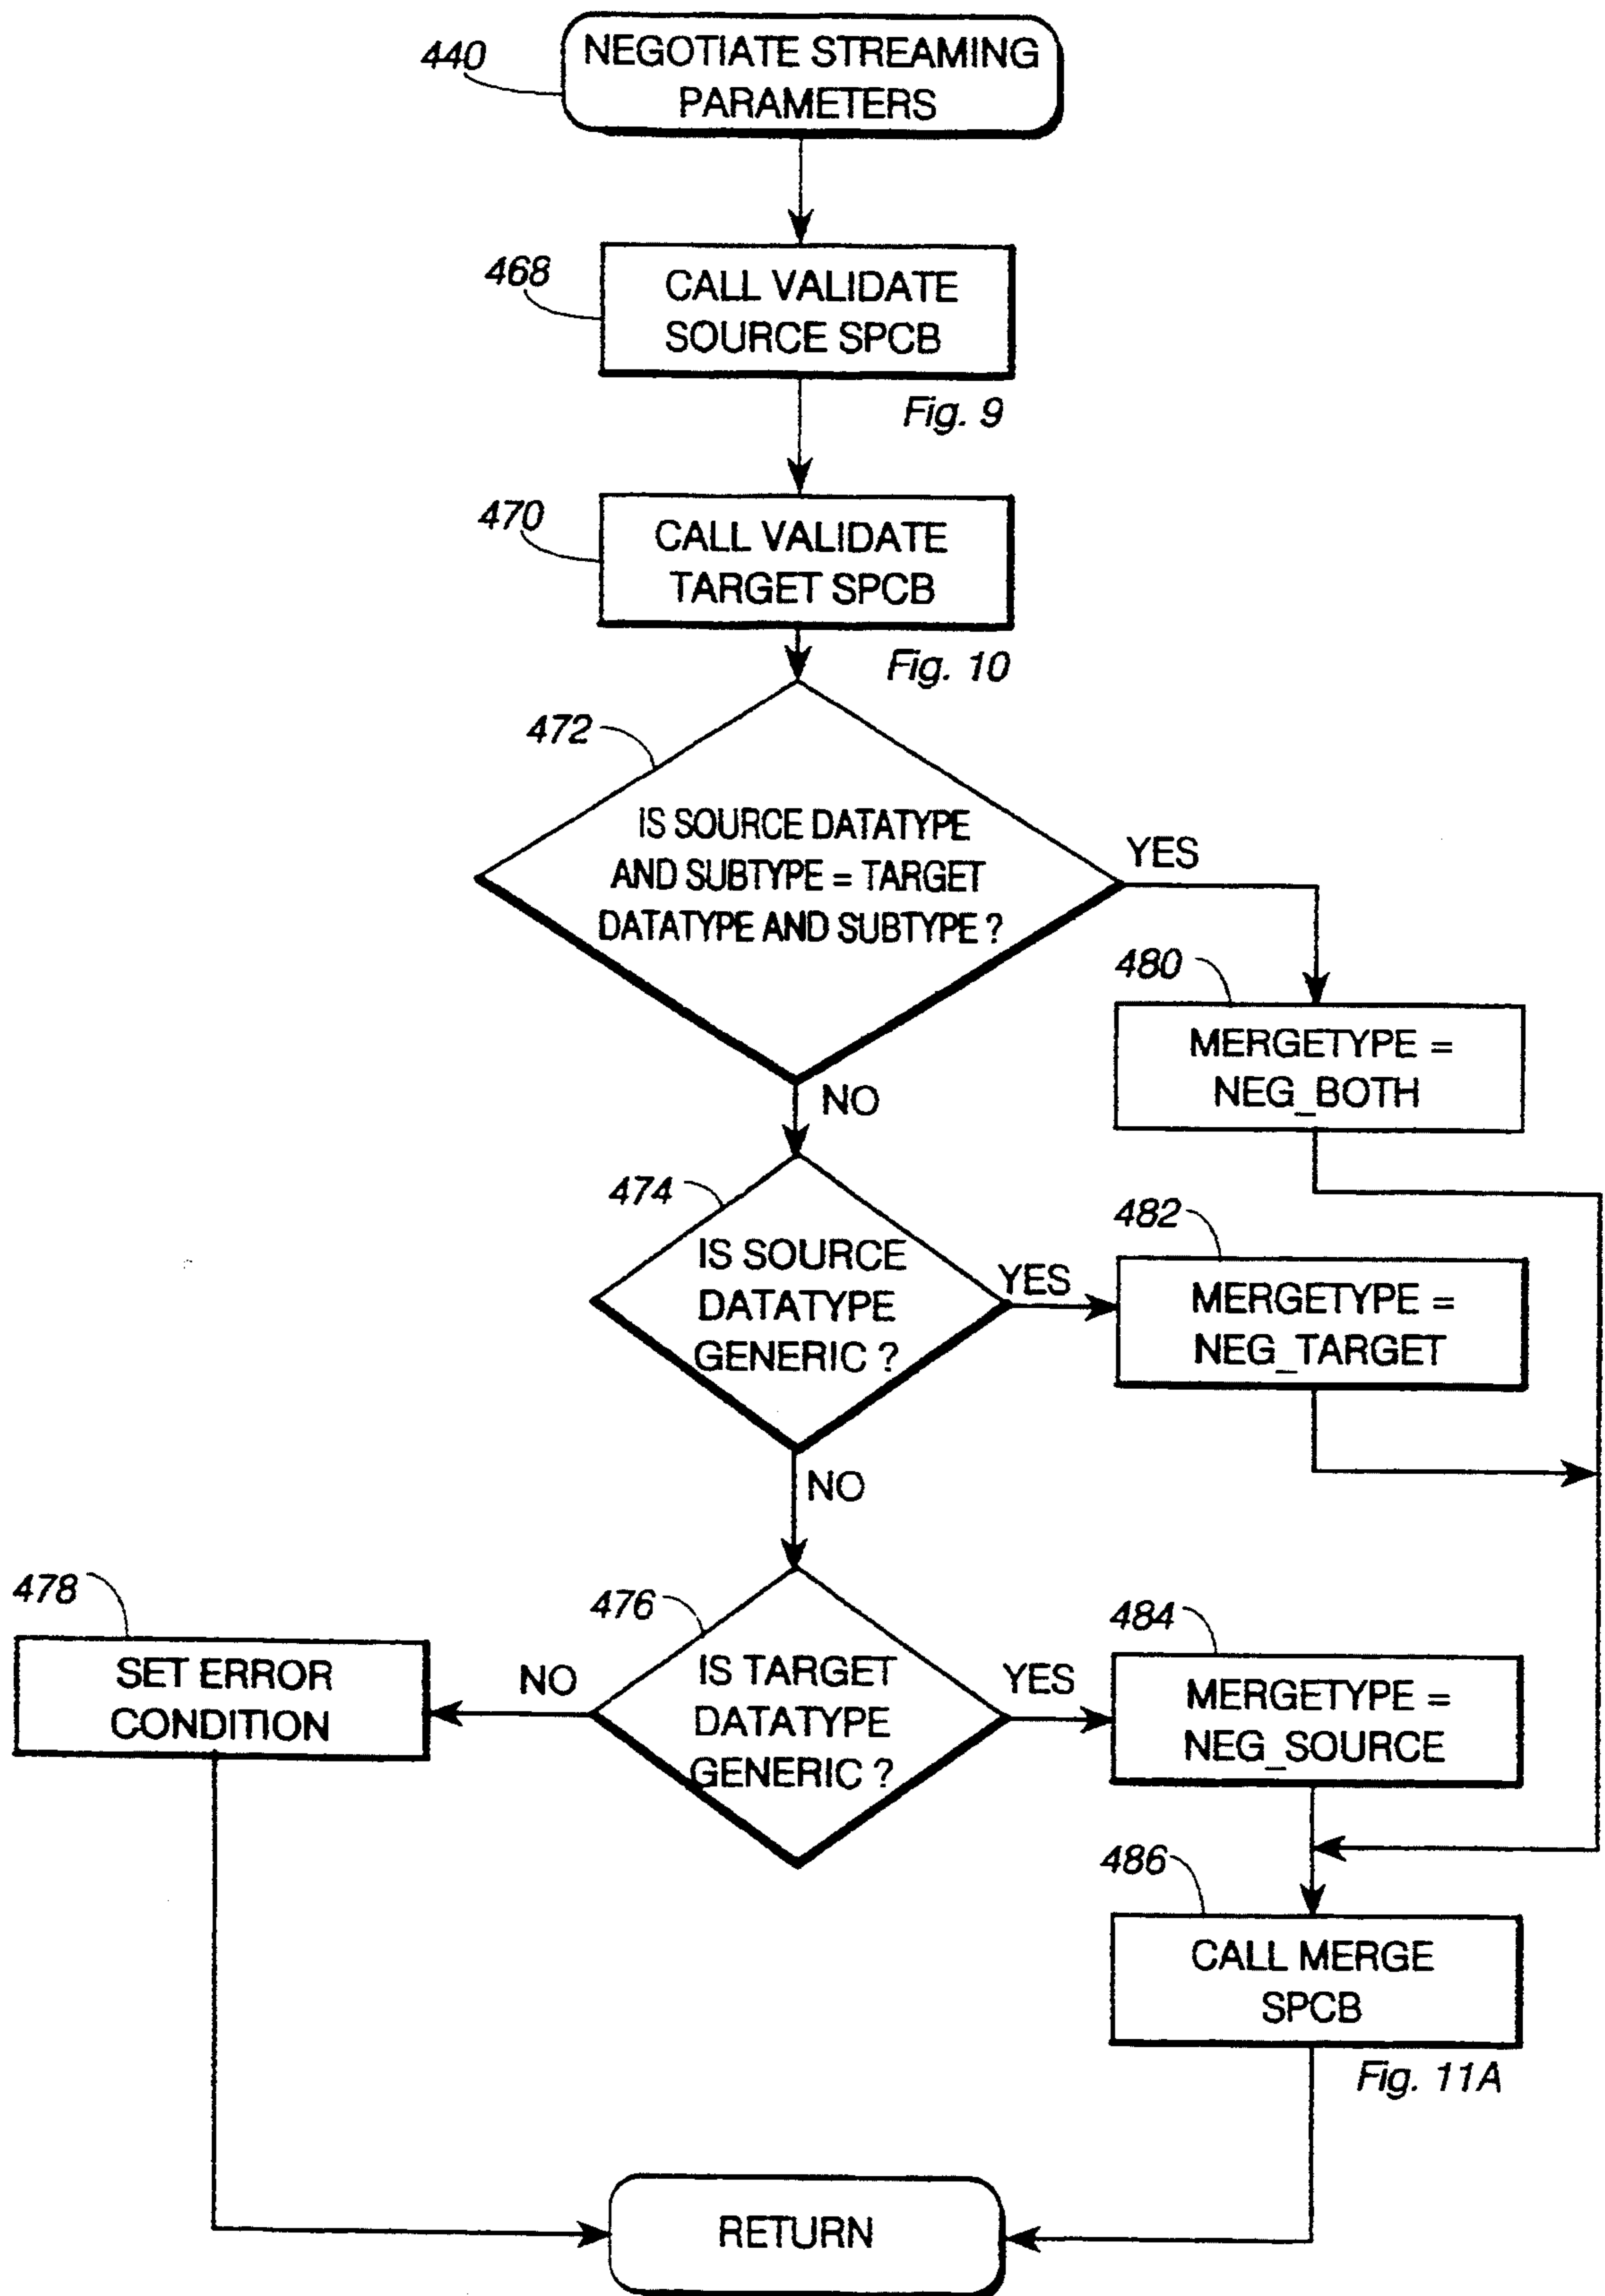 440
NEGOTIATE STREAMING
PARAMETERS
468
CALL VALIDATE
SOURCE SPCB
Fig. 9
470
CALL VALIDATE
TARGET SPCB
Fig. 10
472
IS SOURCE DATATYPE
AND SUBTYPE = TARGET
DATATYPE AND SUBTYPE ?
YES
480
MERGETYPE =
NEG_BOTH
NO
474
IS SOURCE
DATATYPE
GENERIC ?
YES
482
MERGETYPE =
NEG_TARGET
NO
478
SET ERROR
CONDITION
NO
476
IS TARGET
DATATYPE
GENERIC ?
YES
484
MERGETYPE =
NEG_SOURCE
486
CALL MERGE
SPCB
Fig. 11A
RETURN